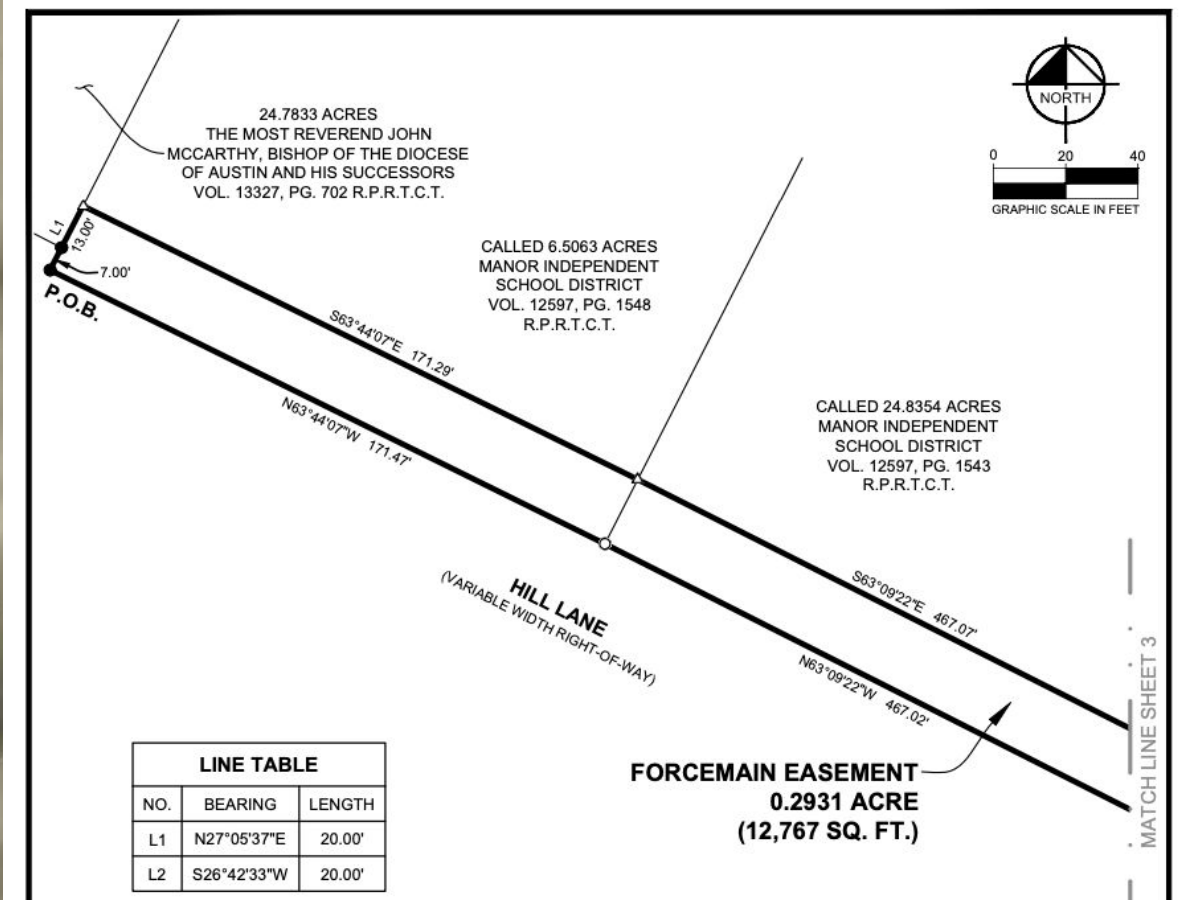 NORTH
0 20 40
GRAPHIC SCALE IN FEET
24.7833 ACRES
THE MOST REVEREND JOHN
MCCARTHY, BISHOP OF THE DIOCESE
OF AUSTIN AND HIS SUCCESSORS
VOL. 13327, PG. 702 R.P.R.T.C.T.
L1
13.00'
7.00'
P.O.B.
CALLED 6.5063 ACRES
MANOR INDEPENDENT
SCHOOL DISTRICT
VOL. 12597, PG. 1548
R.P.R.T.C.T.
S63°44'07"E 171.29'
N63°44'07"W 171.47'
CALLED 24.8354 ACRES
MANOR INDEPENDENT
SCHOOL DISTRICT
VOL. 12597, PG. 1543
R.P.R.T.C.T.
S63°09'22"E 467.07'
N63°09'22"W 467.02'
HILL LANE
(VARIABLE WIDTH RIGHT-OF-WAY)
MATCH LINE SHEET 3
FORCEMAIN EASEMENT
0.2931 ACRE
(12,767 SQ. FT.)
LINE TABLE
NO. BEARING LENGTH
L1 N27°05'37"E 20.00'
L2 S26°42'33"W 20.00'